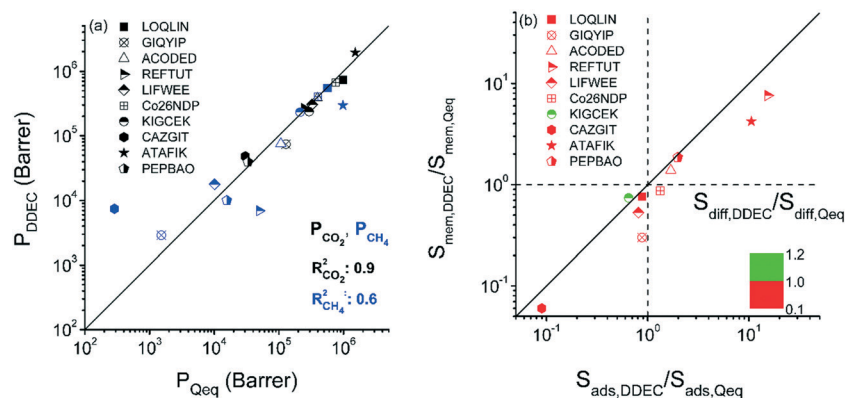 (a)
LOQLIN
GIQYIP
ACODED
REFTUT
LIFWEE
Co26NDP
KIGCEK
CAZGIT
ATAFIK
PEPBAO
P_DDEC (Barrer)
10^6
10^5
10^4
10^3
10^2
P_CO2, P_CH4
R^2_CO2: 0.9
R^2_CH4: 0.6
10^2 10^3 10^4 10^5 10^6
P_Qeq (Barrer)
(b)
LOQLIN
GIQYIP
ACODED
REFTUT
LIFWEE
Co26NDP
KIGCEK
CAZGIT
ATAFIK
PEPBAO
S_mem,DDEC/S_mem,Qeq
10^1
10^0
10^-1
S_diff,DDEC/S_diff,Qeq
1.2
1.0
0.1
10^-1 10^0 10^1
S_ads,DDEC/S_ads,Qeq